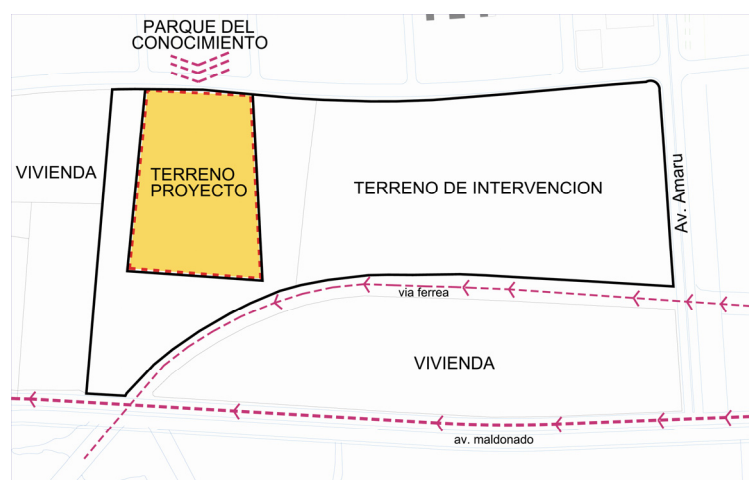 PARQUE DEL
CONOCIMIENTO
VIVIENDA
TERRENO
PROYECTO
TERRENO DE INTERVENCION
Av. Amaru
via ferrea
VIVIENDA
av. maldonado